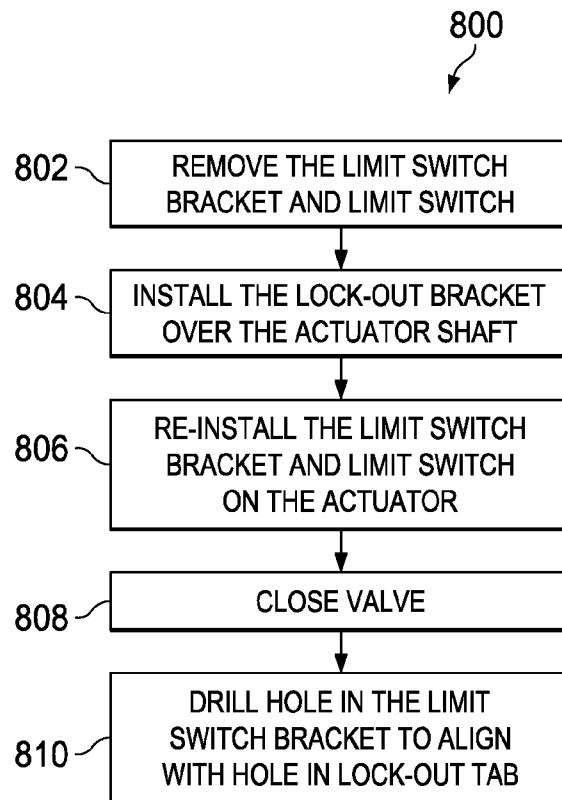 800
802
REMOVE THE LIMIT SWITCH
BRACKET AND LIMIT SWITCH
804
INSTALL THE LOCK-OUT BRACKET
OVER THE ACTUATOR SHAFT
806
RE-INSTALL THE LIMIT SWITCH
BRACKET AND LIMIT SWITCH
ON THE ACTUATOR
808
CLOSE VALVE
810
DRILL HOLE IN THE LIMIT
SWITCH BRACKET TO ALIGN
WITH HOLE IN LOCK-OUT TAB